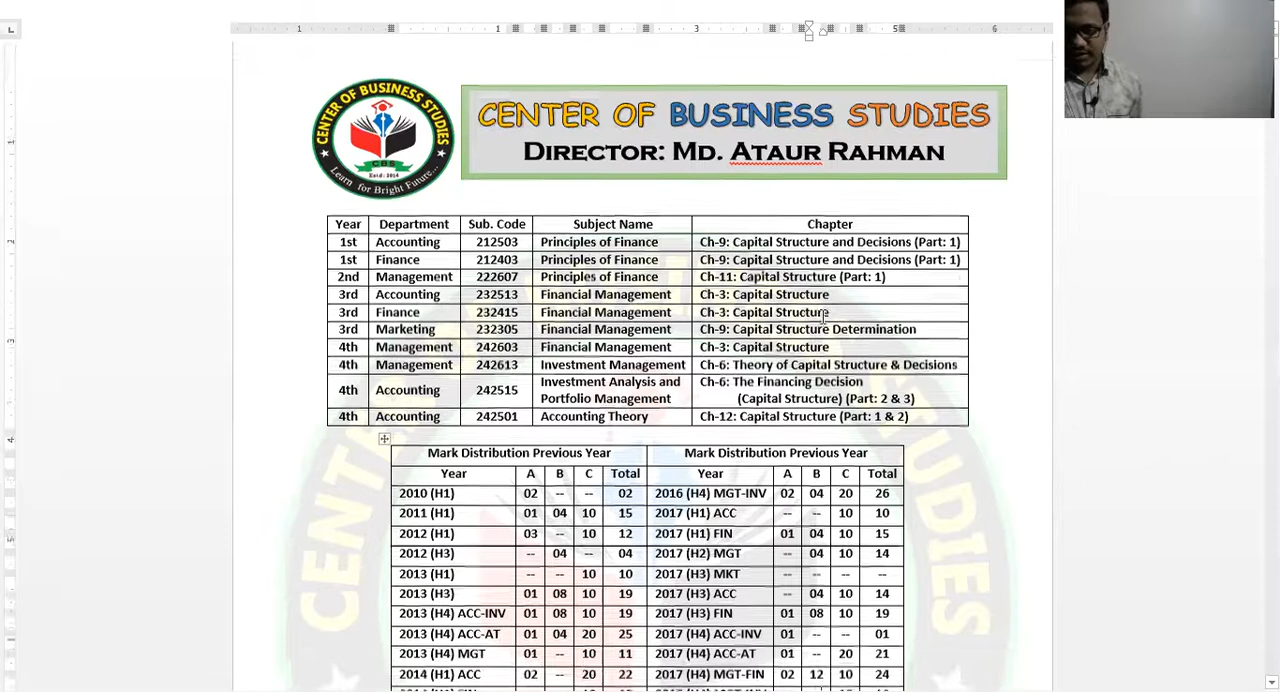 1 1 3 5 6
CENTER OF BUSINESS STUDIES
CBS
Estd: 2014
Learn for Bright Future...
CENTER OF BUSINESS STUDIES
Director: Md. Ataur Rahman
Year Department Sub. Code Subject Name Chapter
1st Accounting 212503 Principles of Finance Ch-9: Capital Structure and Decisions (Part: 1)
1st Finance 212403 Principles of Finance Ch-9: Capital Structure and Decisions (Part: 1)
2nd Management 222607 Principles of Finance Ch-11: Capital Structure (Part: 1)
3rd Accounting 232513 Financial Management Ch-3: Capital Structure
3rd Finance 232415 Financial Management Ch-3: Capital Structure
3rd Marketing 232305 Financial Management Ch-9: Capital Structure Determination
4th Management 242603 Financial Management Ch-3: Capital Structure
4th Management 242613 Investment Management Ch-6: Theory of Capital Structure & Decisions
4th Accounting 242515 Investment Analysis and Portfolio Management Ch-6: The Financing Decision (Capital Structure) (Part: 2 & 3)
4th Accounting 242501 Accounting Theory Ch-12: Capital Structure (Part: 1 & 2)
Mark Distribution Previous Year Mark Distribution Previous Year
Year A B C Total Year A B C Total
2010 (H1) 02 -- -- 02 2016 (H4) MGT-INV 02 04 20 26
2011 (H1) 01 04 10 15 2017 (H1) ACC -- -- 10 10
2012 (H1) 03 -- 10 12 2017 (H1) FIN 01 04 10 15
2012 (H3) -- 04 -- 04 2017 (H2) MGT -- 04 10 14
2013 (H1) -- -- 10 10 2017 (H3) MKT -- -- -- --
2013 (H3) 01 08 10 19 2017 (H3) ACC -- 04 10 14
2013 (H4) ACC-INV 01 08 10 19 2017 (H3) FIN 01 08 10 19
2013 (H4) ACC-AT 01 04 20 25 2017 (H4) ACC-INV 01 -- -- 01
2013 (H4) MGT 01 -- 10 11 2017 (H4) ACC-AT 01 -- 20 21
2014 (H1) ACC 02 -- 20 22 2017 (H4) MGT-FIN 02 12 10 24